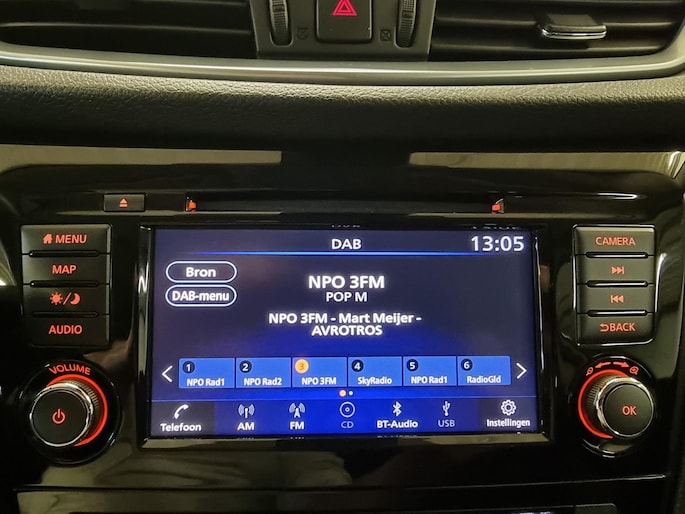 MENU
MAP
AUDIO
VOLUME
DAB 13:05
Bron
DAB-menu
NPO 3FM
POP M
NPO 3FM - Mart Meijer -
AVROTROS
1 2 3 4 5 6
NPO Rad1 NPO Rad2 NPO 3FM SkyRadio NPO Rad1 RadioGld
Telefoon AM FM CD BT-Audio USB Instellingen
CAMERA
BACK
OK